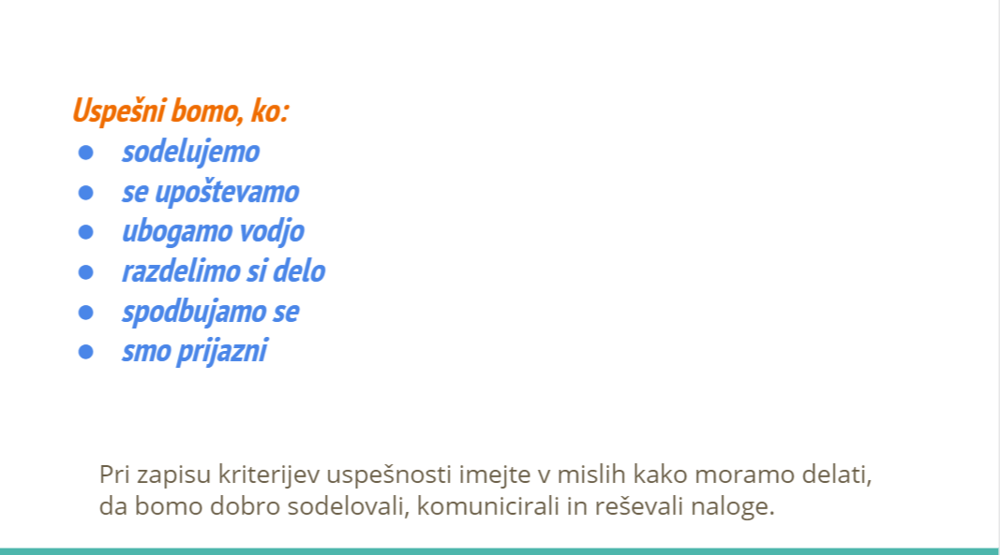 Uspešni bomo, ko:
● sodelujemo
● se upoštevamo
● ubogamo vodjo
● razdelimo si delo
● spodbujamo se
● smo prijazni
Pri zapisu kriterijev uspešnosti imejte v mislih kako moramo delati,
da bomo dobro sodelovali, komunicirali in reševali naloge.